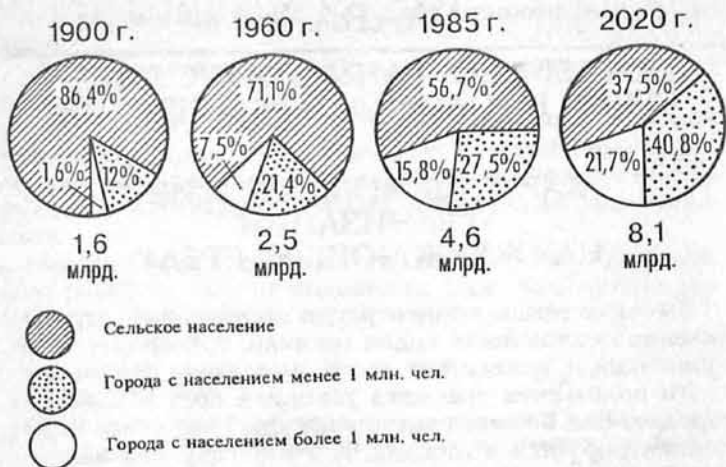 1900 г. 1960 г. 1985 г. 2020 г.
86,4% 71,1% 56,7% 37,5%
1,6% 12% 7,5% 21,4% 15,8% 27,5% 21,7% 40,8%
1,6 2,5 4,6 8,1
млрд. млрд. млрд. млрд.
Сельское население
Города с населением менее 1 млн. чел.
Города с населением более 1 млн. чел.